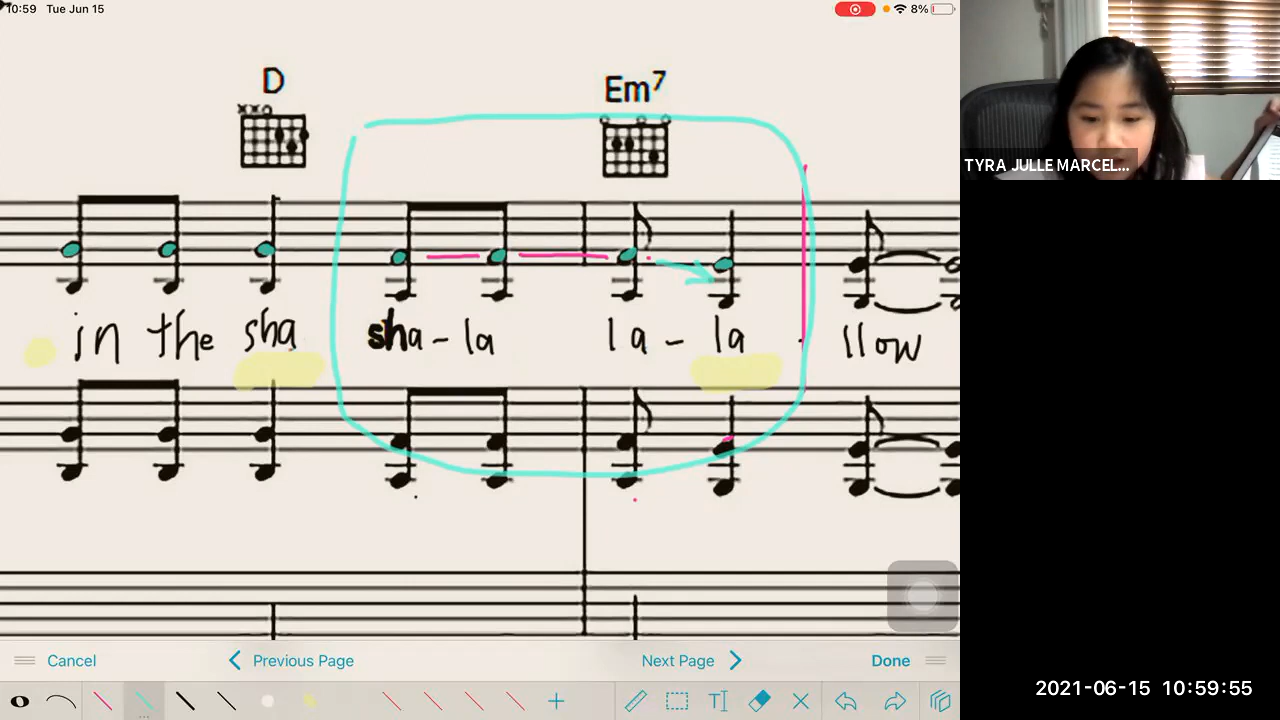 10:59 Tue Jun 15 8%
D Em7
xxo
in the sha sha-la la-la llow
TYRA JULLE MARCEL...
Cancel Previous Page Next Page Done
2021-06-15 10:59:55